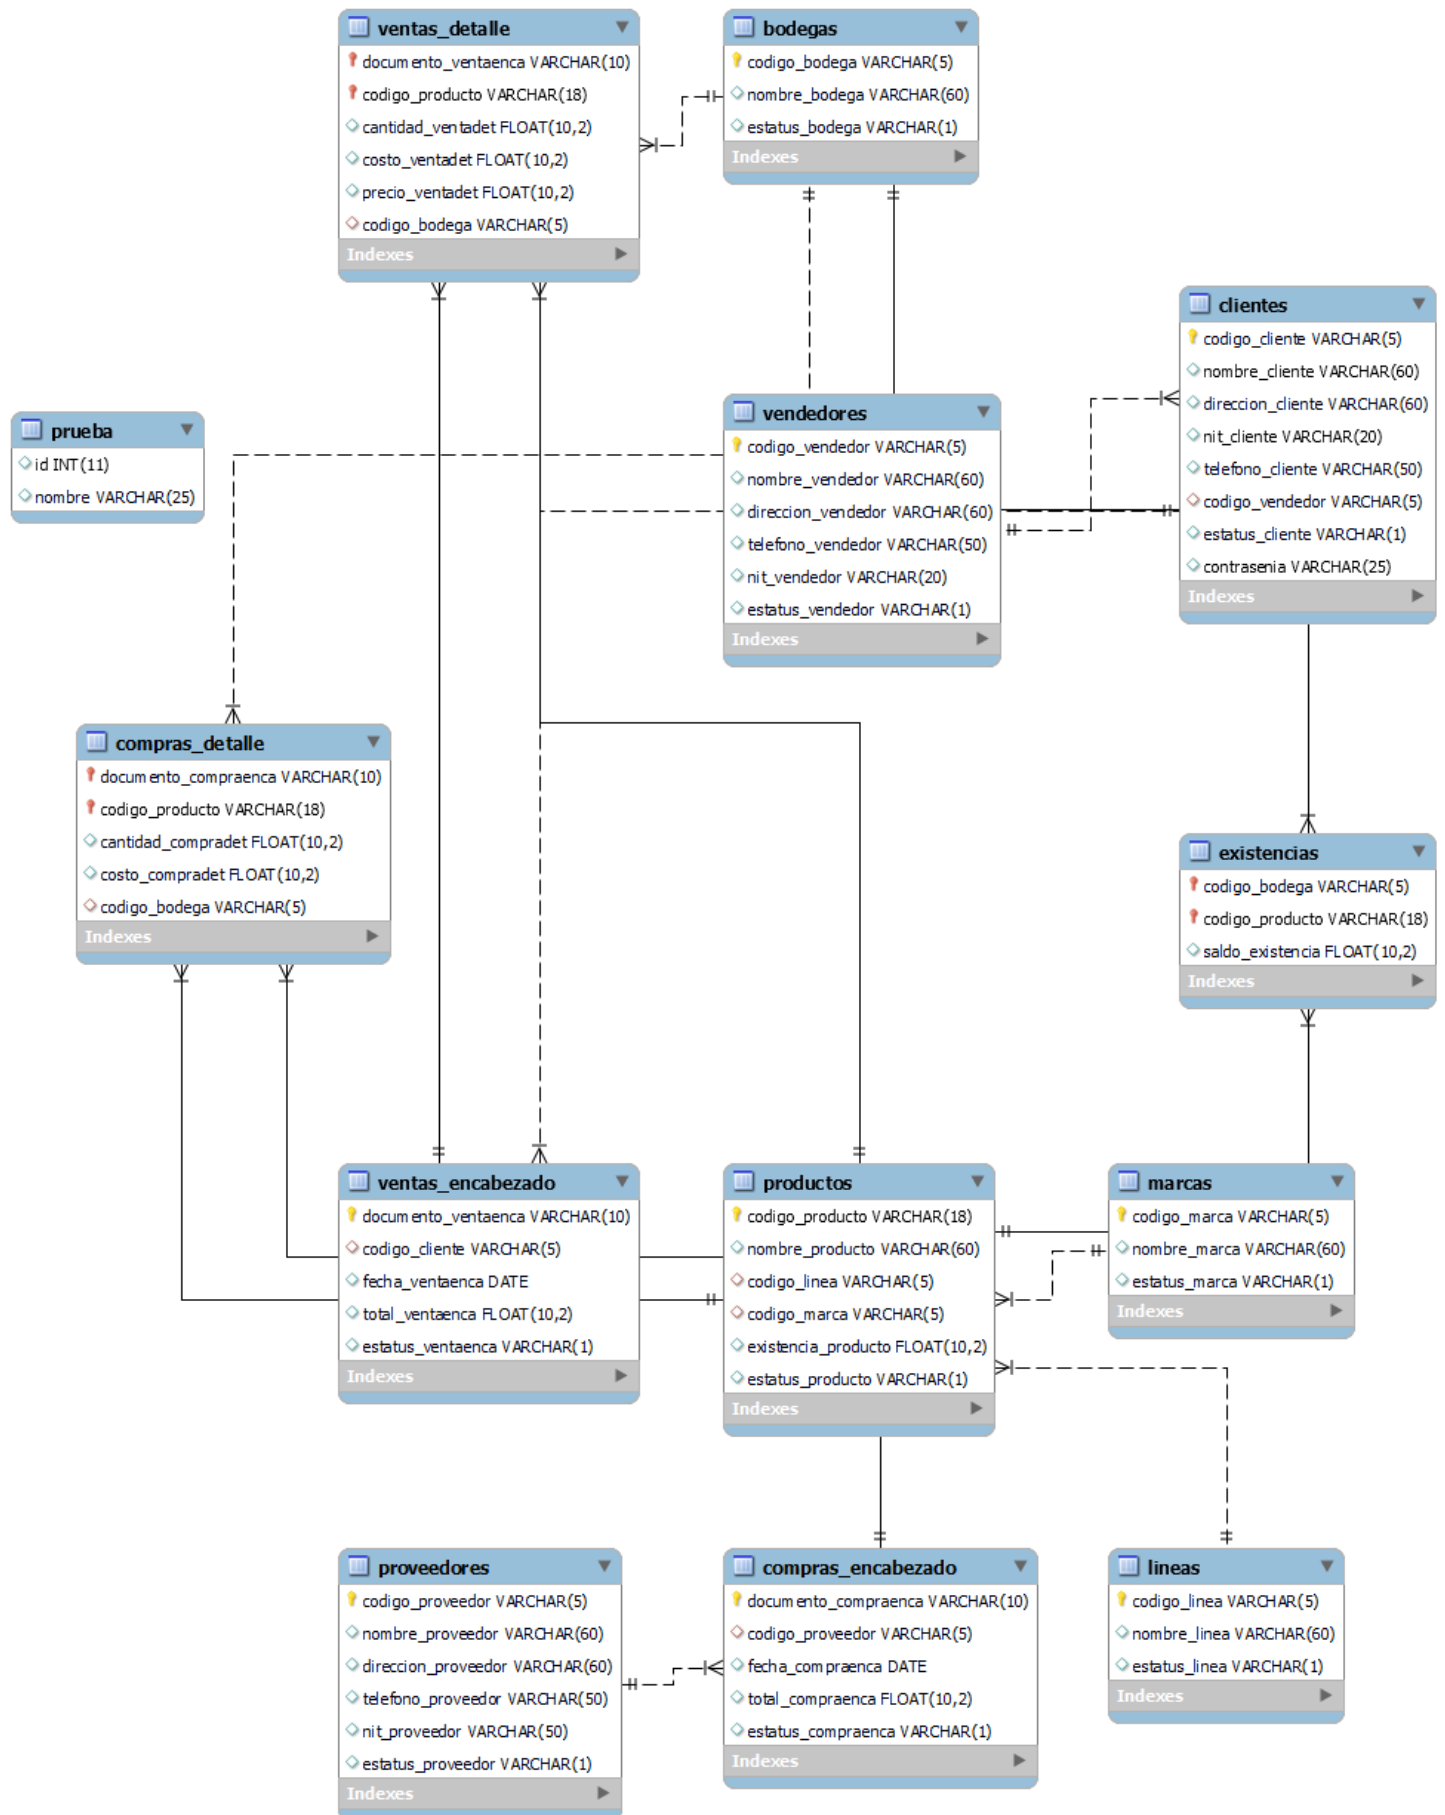 ventas_detalle
documento_ventaenca VARCHAR(10)
codigo_producto VARCHAR(18)
cantidad_ventadet FLOAT(10,2)
costo_ventadet FLOAT(10,2)
precio_ventadet FLOAT(10,2)
codigo_bodega VARCHAR(5)
Indexes
bodegas
codigo_bodega VARCHAR(5)
nombre_bodega VARCHAR(60)
estatus_bodega VARCHAR(1)
Indexes
clientes
codigo_cliente VARCHAR(5)
nombre_cliente VARCHAR(60)
direccion_cliente VARCHAR(60)
nit_cliente VARCHAR(20)
telefono_cliente VARCHAR(50)
codigo_vendedor VARCHAR(5)
estatus_cliente VARCHAR(1)
contrasenia VARCHAR(25)
Indexes
prueba
id INT(11)
nombre VARCHAR(25)
vendedores
codigo_vendedor VARCHAR(5)
nombre_vendedor VARCHAR(60)
direccion_vendedor VARCHAR(60)
telefono_vendedor VARCHAR(50)
nit_vendedor VARCHAR(20)
estatus_vendedor VARCHAR(1)
Indexes
compras_detalle
documento_compraenca VARCHAR(10)
codigo_producto VARCHAR(18)
cantidad_compradet FLOAT(10,2)
costo_compradet FLOAT(10,2)
codigo_bodega VARCHAR(5)
Indexes
existencias
codigo_bodega VARCHAR(5)
codigo_producto VARCHAR(18)
saldo_existencia FLOAT(10,2)
Indexes
ventas_encabezado
documento_ventaenca VARCHAR(10)
codigo_cliente VARCHAR(5)
fecha_ventaenca DATE
total_ventaenca FLOAT(10,2)
estatus_ventaenca VARCHAR(1)
Indexes
productos
codigo_producto VARCHAR(18)
nombre_producto VARCHAR(60)
codigo_linea VARCHAR(5)
codigo_marca VARCHAR(5)
existencia_producto FLOAT(10,2)
estatus_producto VARCHAR(1)
Indexes
marcas
codigo_marca VARCHAR(5)
nombre_marca VARCHAR(60)
estatus_marca VARCHAR(1)
Indexes
proveedores
codigo_proveedor VARCHAR(5)
nombre_proveedor VARCHAR(60)
direccion_proveedor VARCHAR(60)
telefono_proveedor VARCHAR(50)
nit_proveedor VARCHAR(50)
estatus_proveedor VARCHAR(1)
Indexes
compras_encabezado
documento_compraenca VARCHAR(10)
codigo_proveedor VARCHAR(5)
fecha_compraenca DATE
total_compraenca FLOAT(10,2)
estatus_compraenca VARCHAR(1)
Indexes
lineas
codigo_linea VARCHAR(5)
nombre_linea VARCHAR(60)
estatus_linea VARCHAR(1)
Indexes